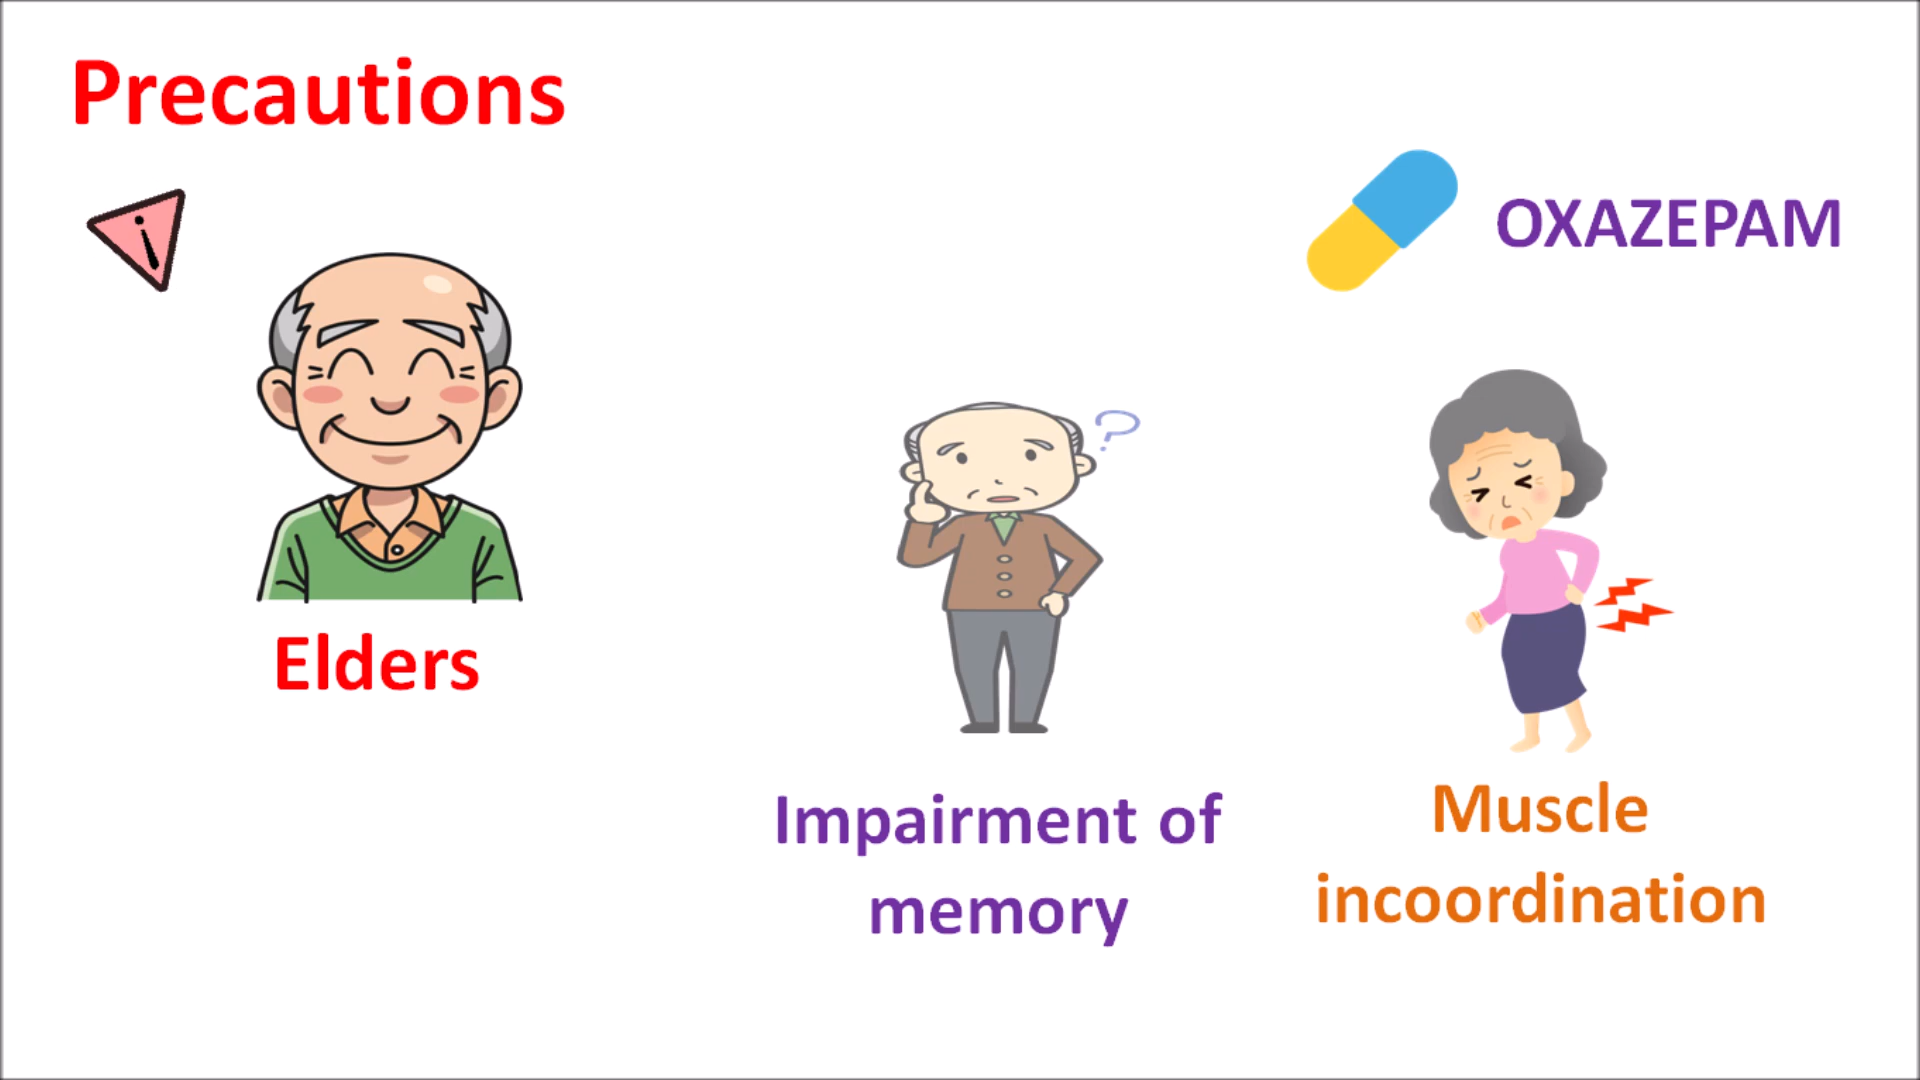 Precautions
OXAZEPAM
Elders
Impairment of
memory
Muscle
incoordination